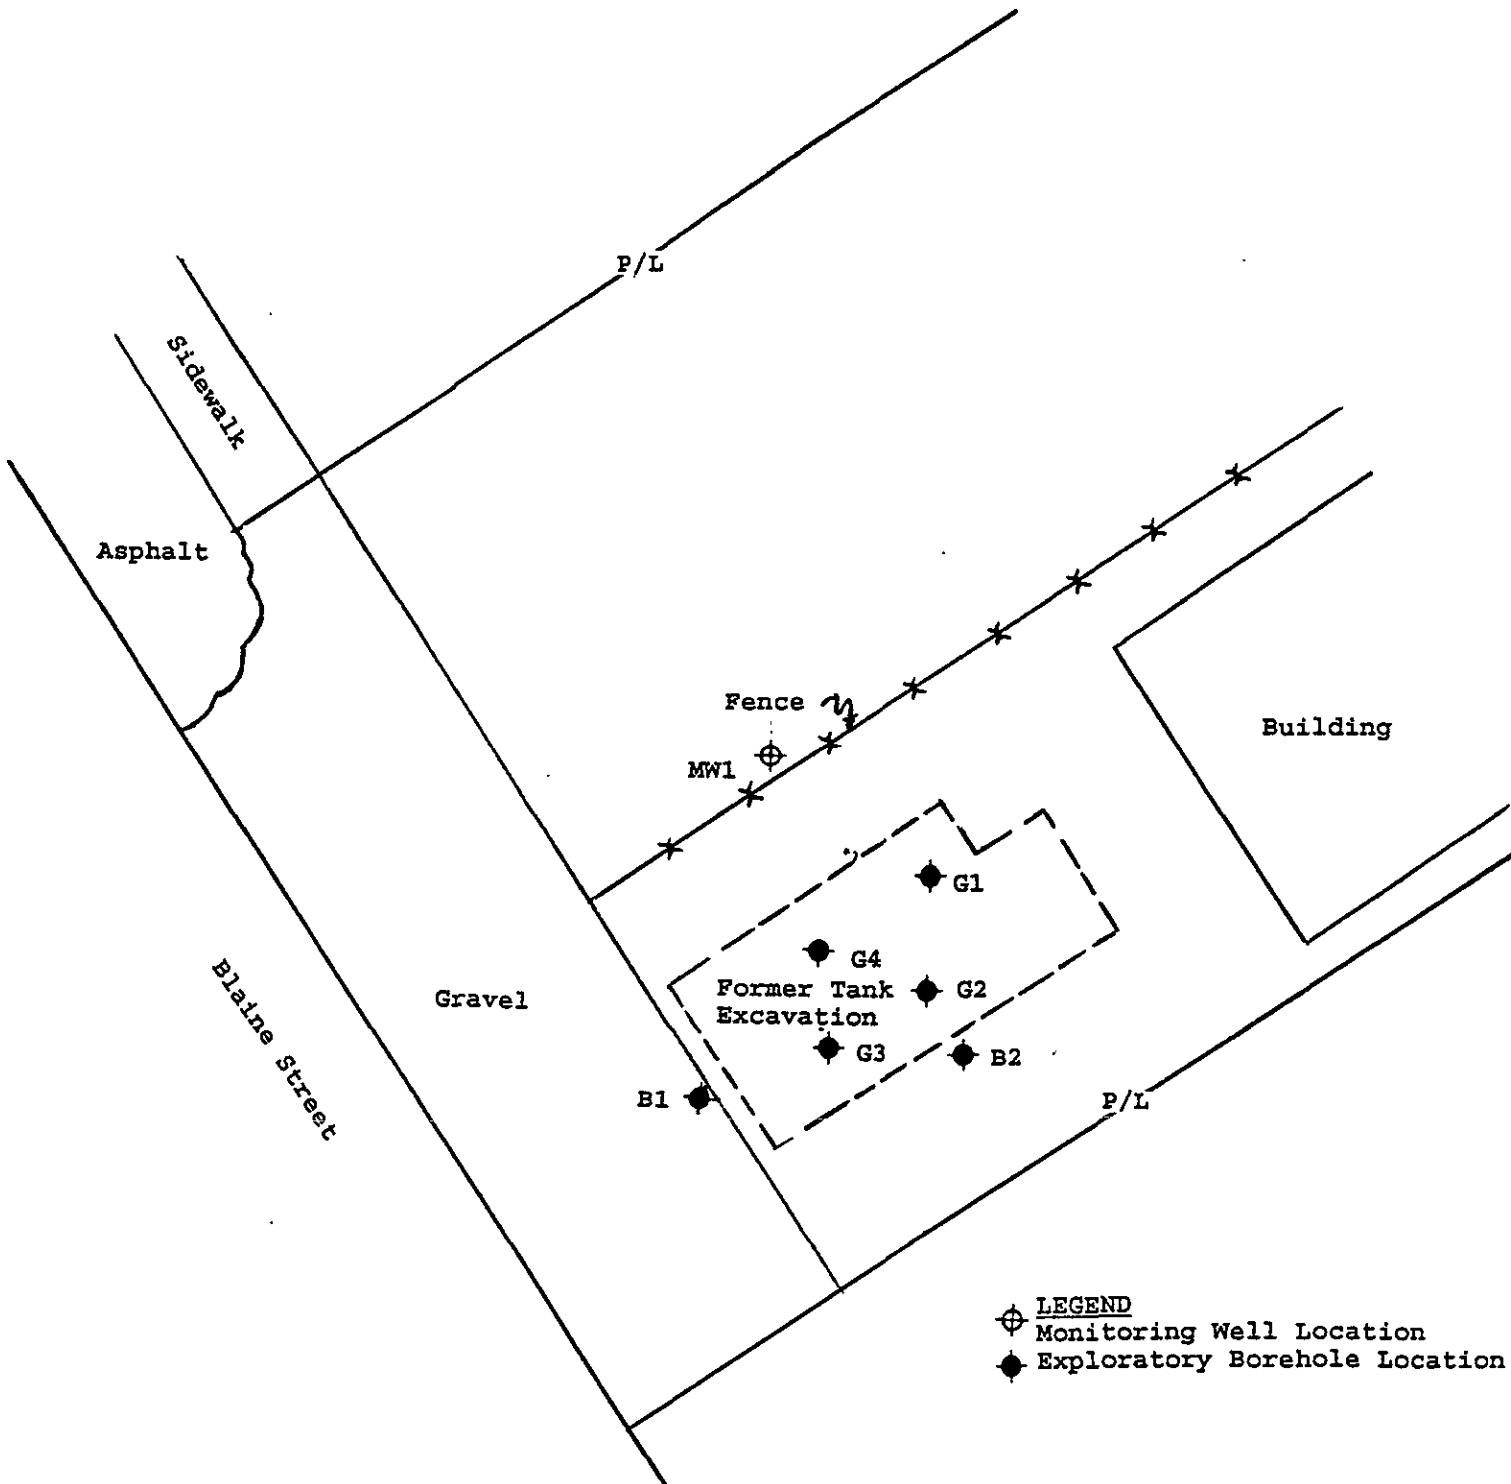 P/L
Sidewalk
Asphalt
Fence
MW1
Building
G1
G4
Former Tank
Excavation
G2
G3
B2
B1
Gravel
Blaine Street
P/L
LEGEND
Monitoring Well Location
Exploratory Borehole Location